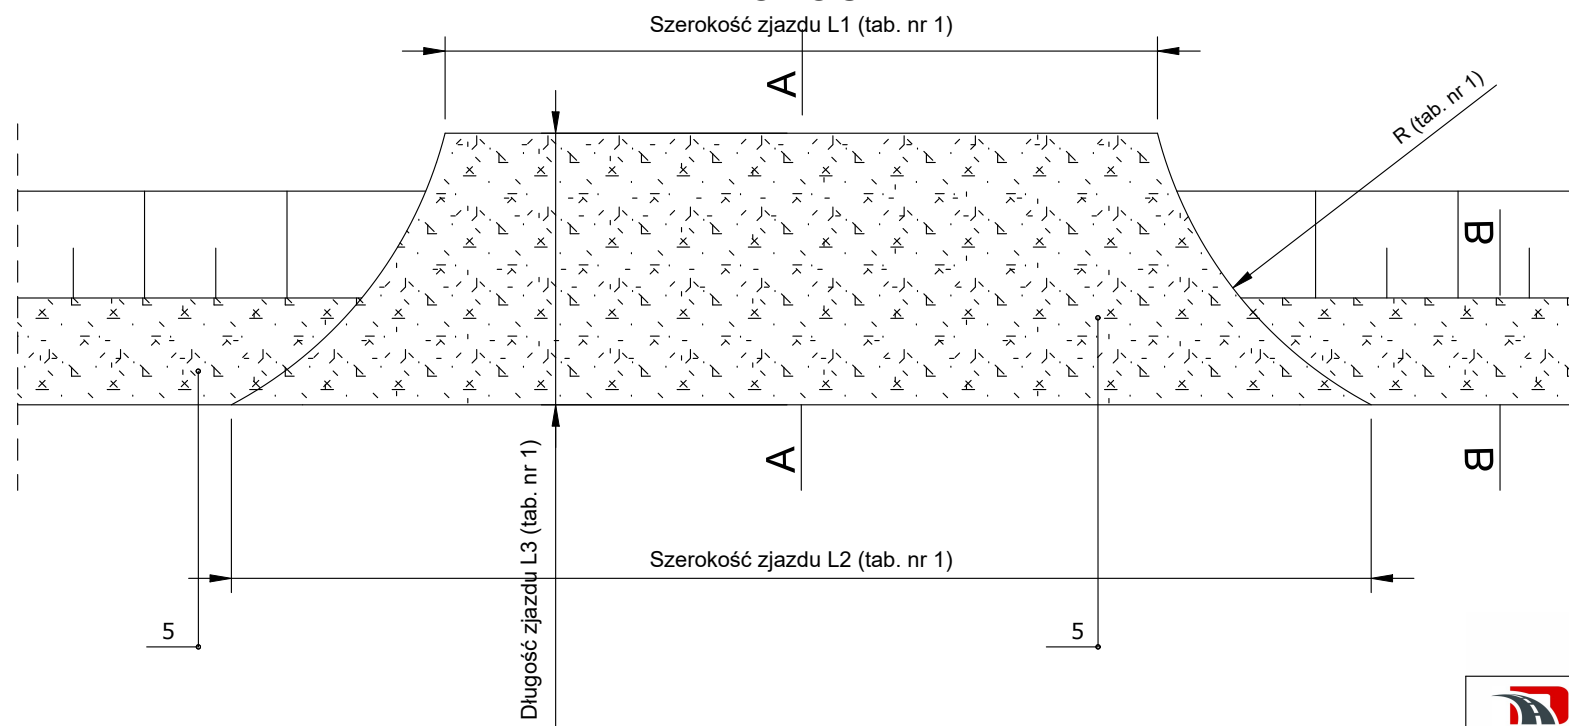 Szerokość zjazdu L1 (tab. nr 1)
A
R (tab. nr 1)
B
A
B
Długość zjazdu L3 (tab. nr 1)
Szerokość zjazdu L2 (tab. nr 1)
5
5